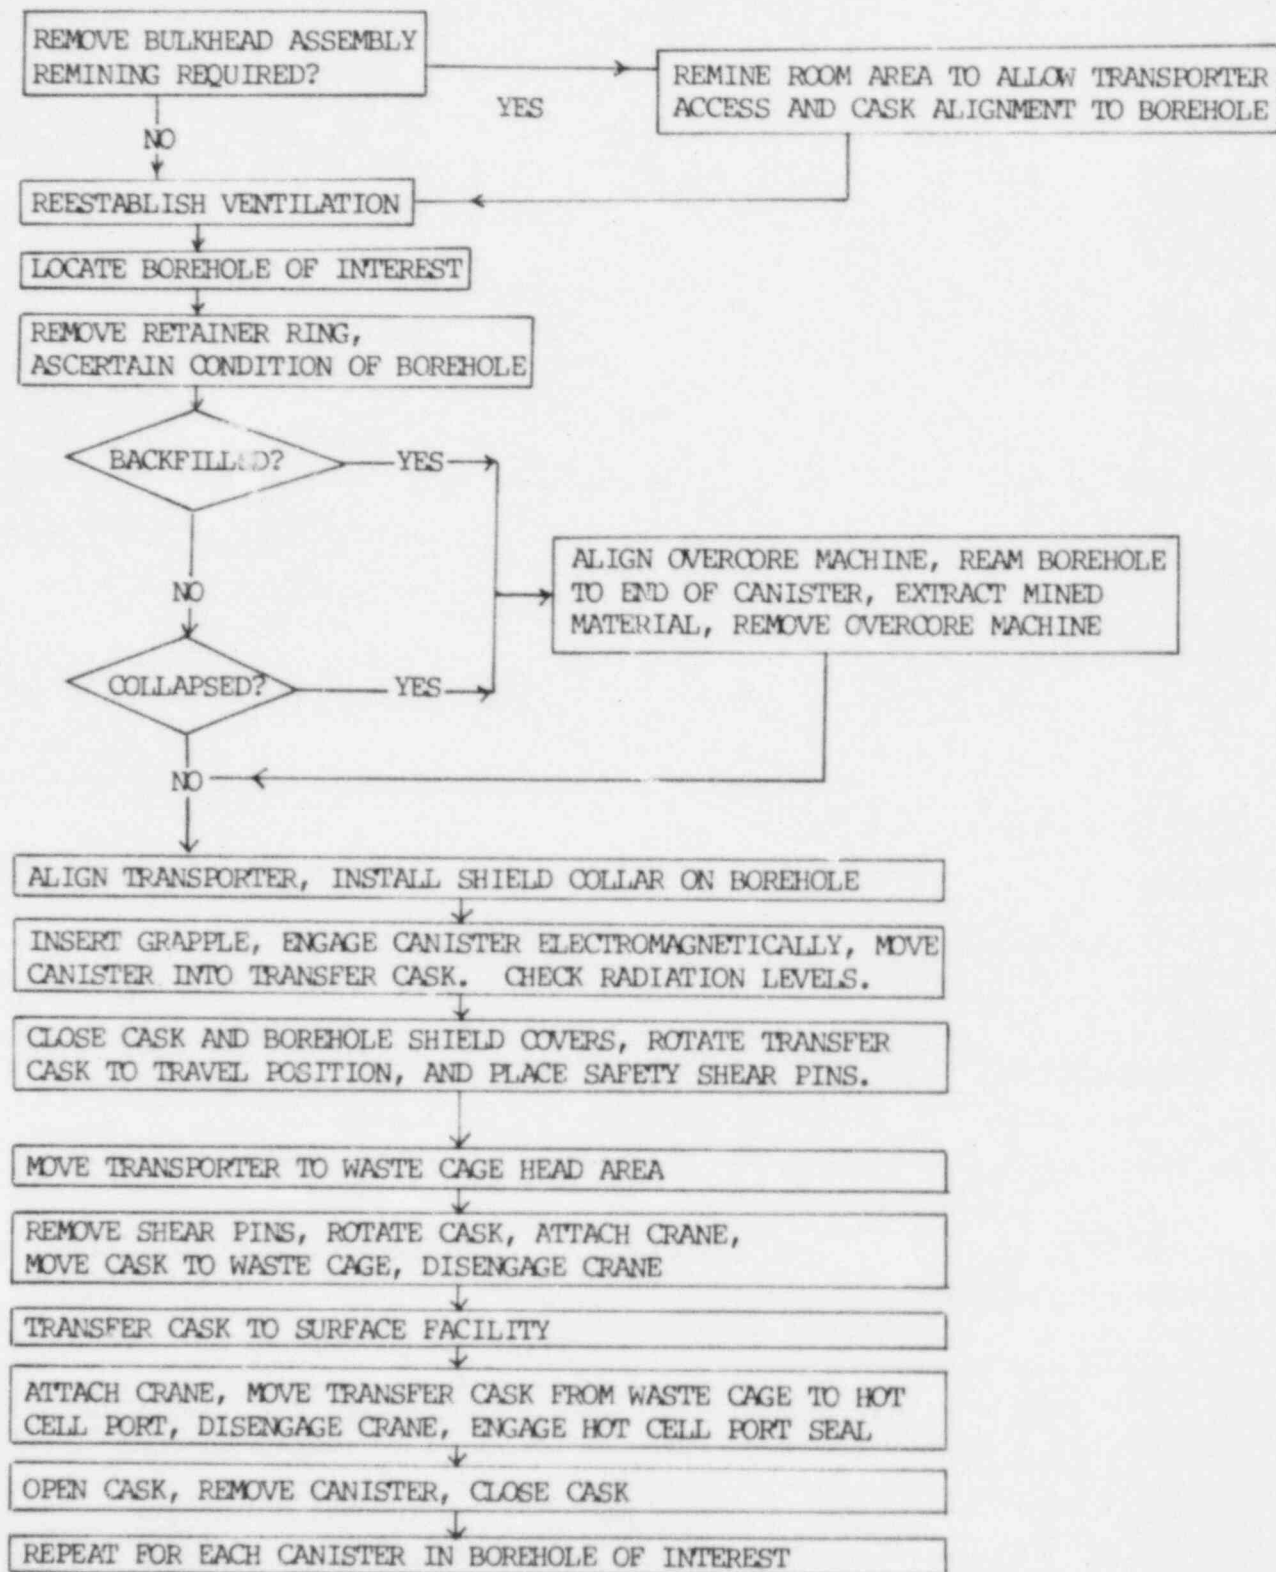 REMOVE BULKHEAD ASSEMBLY
REMINING REQUIRED?
YES
REMINE ROOM AREA TO ALLOW TRANSPORTER
ACCESS AND CASK ALIGNMENT TO BOREHOLE
NO
REESTABLISH VENTILATION
LOCATE BOREHOLE OF INTEREST
REMOVE RETAINER RING,
ASCERTAIN CONDITION OF BOREHOLE
BACKFILLED?
YES
NO
ALIGN OVERCORE MACHINE, REAM BOREHOLE
TO END OF CANISTER, EXTRACT MINED
MATERIAL, REMOVE OVERCORE MACHINE
COLLAPSED?
YES
NO
ALIGN TRANSPORTER, INSTALL SHIELD COLLAR ON BOREHOLE
INSERT GRAPPLE, ENGAGE CANISTER ELECTROMAGNETICALLY, MOVE
CANISTER INTO TRANSFER CASK. CHECK RADIATION LEVELS.
CLOSE CASK AND BOREHOLE SHIELD COVERS, ROTATE TRANSFER
CASK TO TRAVEL POSITION, AND PLACE SAFETY SHEAR PINS.
MOVE TRANSPORTER TO WASTE CAGE HEAD AREA
REMOVE SHEAR PINS, ROTATE CASK, ATTACH CRANE,
MOVE CASK TO WASTE CAGE, DISENGAGE CRANE
TRANSFER CASK TO SURFACE FACILITY
ATTACH CRANE, MOVE TRANSFER CASK FROM WASTE CAGE TO HOT
CELL PORT, DISENGAGE CRANE, ENGAGE HOT CELL PORT SEAL
OPEN CASK, REMOVE CANISTER, CLOSE CASK
REPEAT FOR EACH CANISTER IN BOREHOLE OF INTEREST